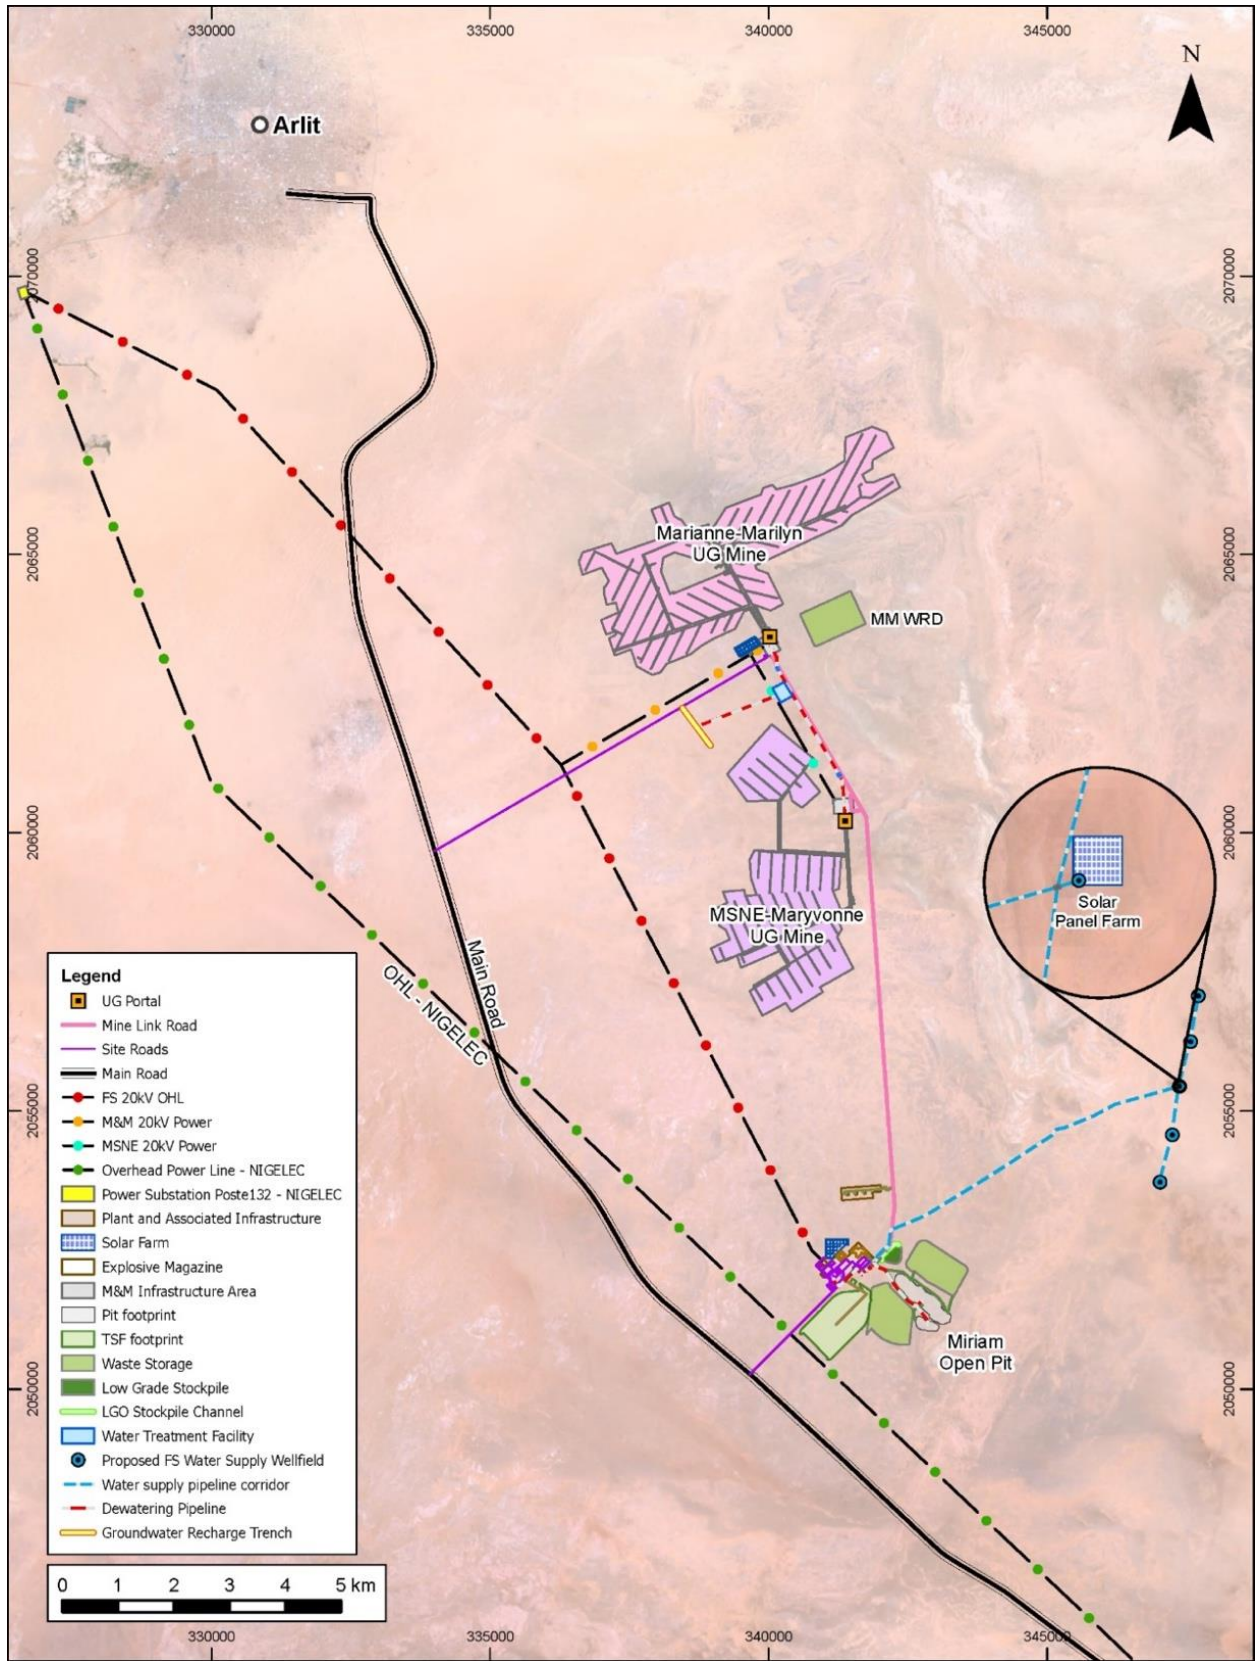 330000
335000
340000
345000
N
Arlit
2070000
2070000
2065000
2065000
Marianne-Marilyn
UG Mine
MM WRD
2060000
2060000
Solar
Panel Farm
MSNE-Maryvonne
UG Mine
Main Road
OHL - NIGELEC
2055000
2055000
Miriam
Open Pit
2050000
2050000
Legend
UG Portal
Mine Link Road
Site Roads
Main Road
FS 20kV OHL
M&M 20kV Power
MSNE 20kV Power
Overhead Power Line - NIGELEC
Power Substation Poste132 - NIGELEC
Plant and Associated Infrastructure
Solar Farm
Explosive Magazine
M&M Infrastructure Area
Pit footprint
TSF footprint
Waste Storage
Low Grade Stockpile
LGO Stockpile Channel
Water Treatment Facility
Proposed FS Water Supply Wellfield
Water supply pipeline corridor
Dewatering Pipeline
Groundwater Recharge Trench
0 1 2 3 4 5 km
330000
335000
340000
345000